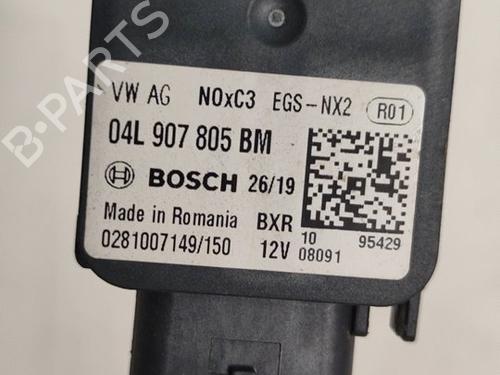 B-PARTS
VW AG NOxC3 EGS-NX2 R01
04L 907 805 BM
BOSCH 26/19
Made in Romania BXR
0281007149/150 12V
10 95429
08091